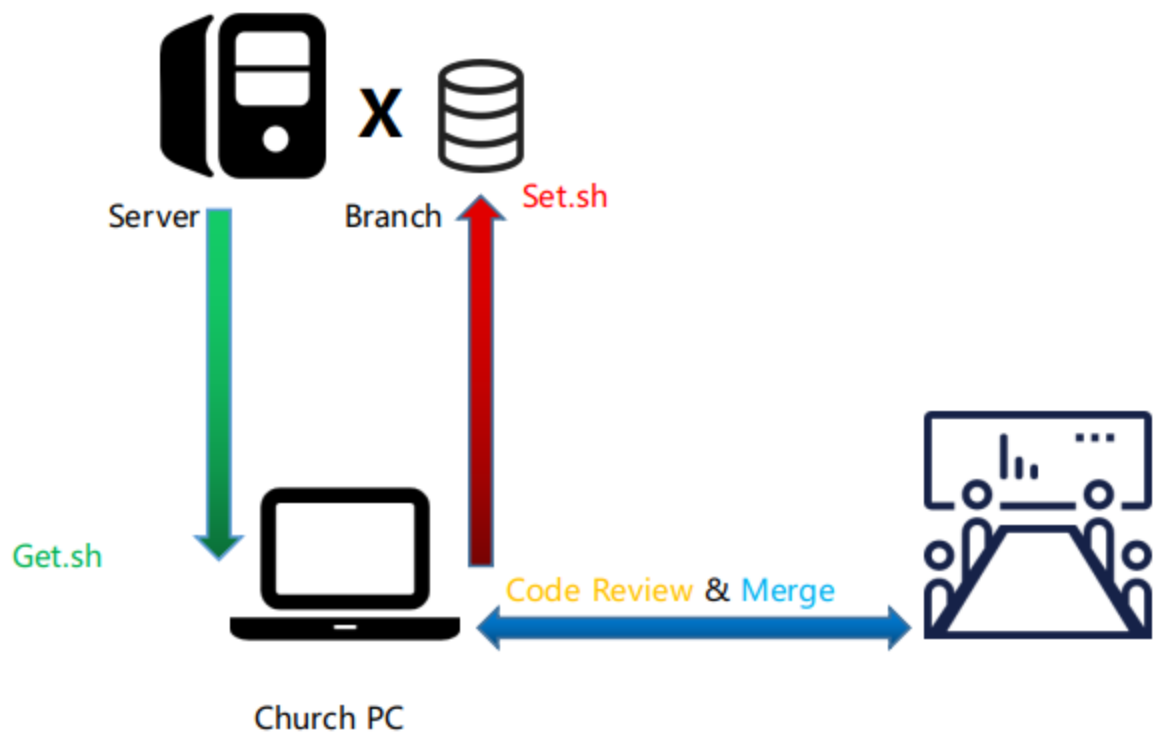 X
Set.sh
Server
Branch
Get.sh
Code Review & Merge
Church PC